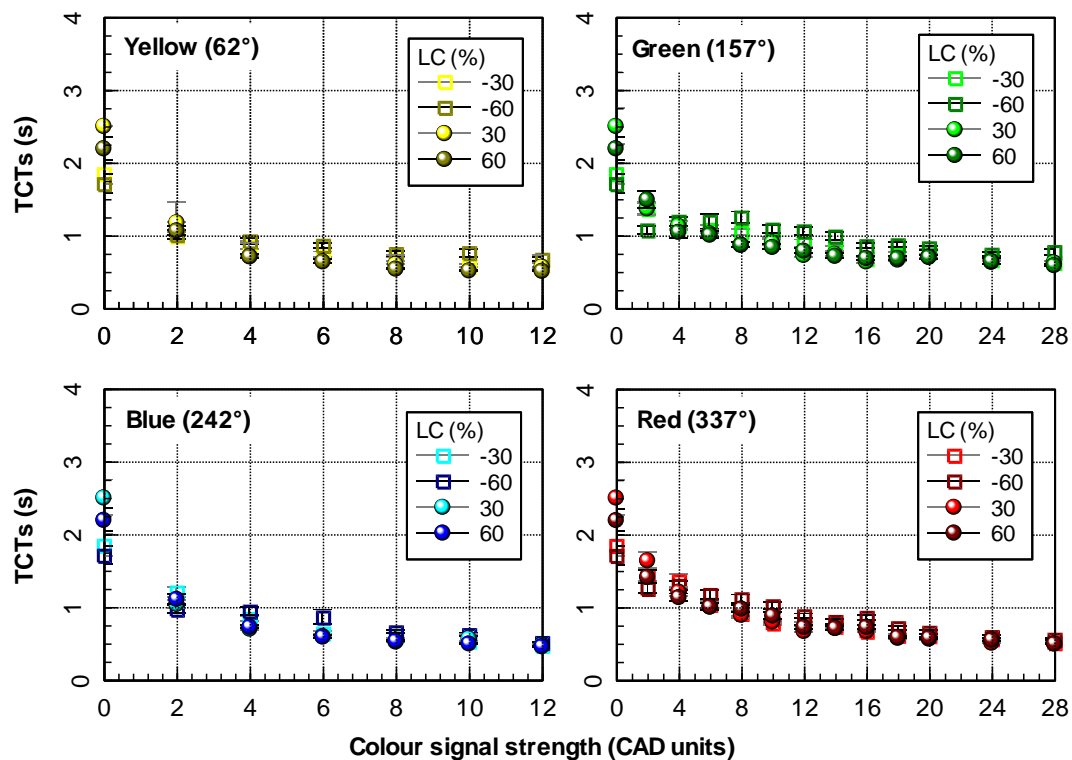 Yellow (62°)
LC (%)
-30
-60
30
60
TCTs (s)
0
1
2
3
4
0 2 4 6 8 10 12
Green (157°)
LC (%)
-30
-60
30
60
0
1
2
3
4
0 4 8 12 16 20 24 28
Blue (242°)
LC (%)
-30
-60
30
60
TCTs (s)
0
1
2
3
4
0 2 4 6 8 10 12
Red (337°)
LC (%)
-30
-60
30
60
0
1
2
3
4
0 4 8 12 16 20 24 28
Colour signal strength (CAD units)